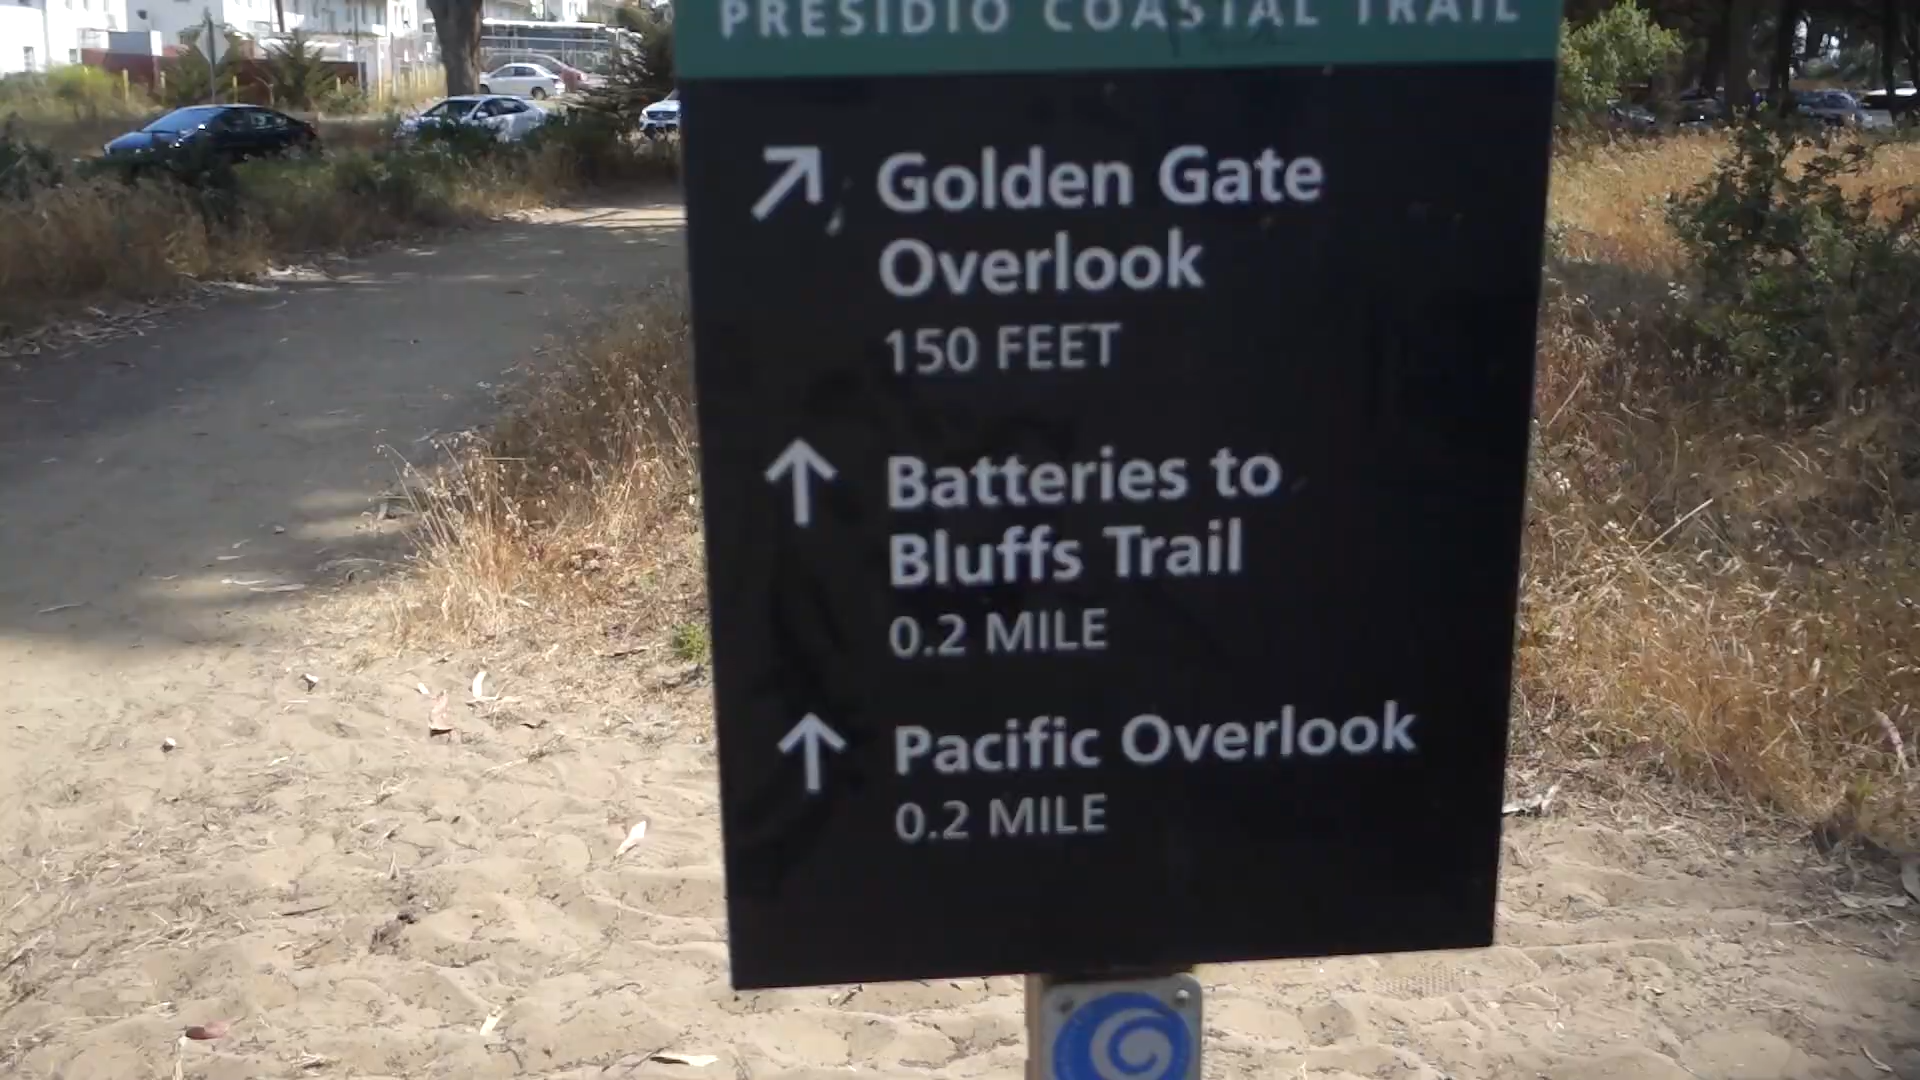 PRESIDIO COASTAL TRAIL
Golden Gate
Overlook
150 FEET
Batteries to
Bluffs Trail
0.2 MILE
Pacific Overlook
0.2 MILE